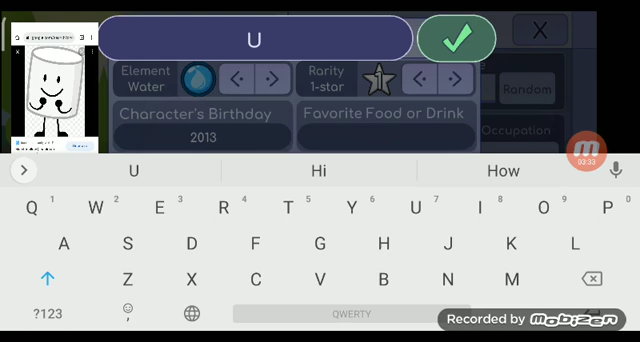 U
X
Element
Water
Rarity
1-star
1
Random
Character's Birthday
2013
Favorite Food or Drink
Occupation
03:33
U Hi How
Q 1 W 2 E 3 R 4 T 5 Y 6 U 7 I 8 O 9 P 0
A S D F G H J K L
Z X C V B N M
?123 , QWERTY
Recorded by Mobizen